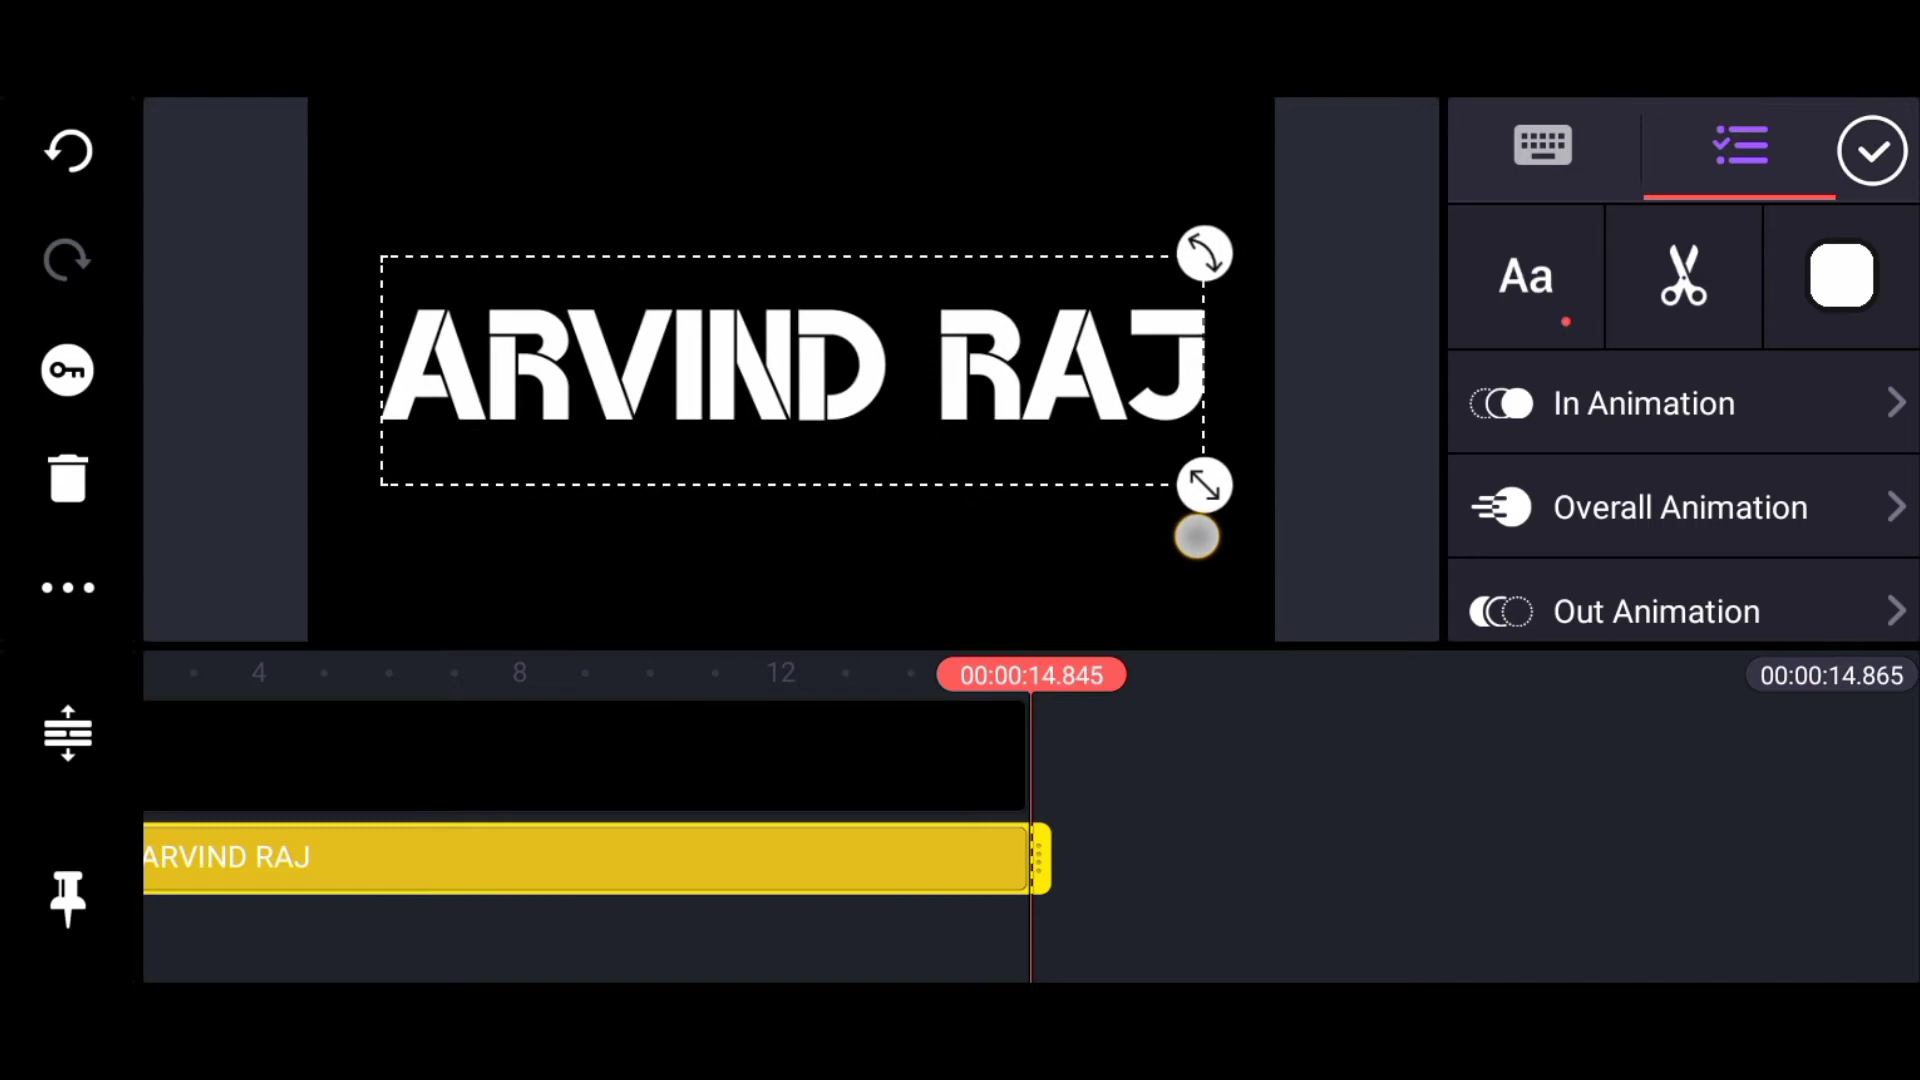 ARVIND RAJ
Aa
In Animation
Overall Animation
Out Animation
4 8 12 00:00:14.845 00:00:14.865
ARVIND RAJ